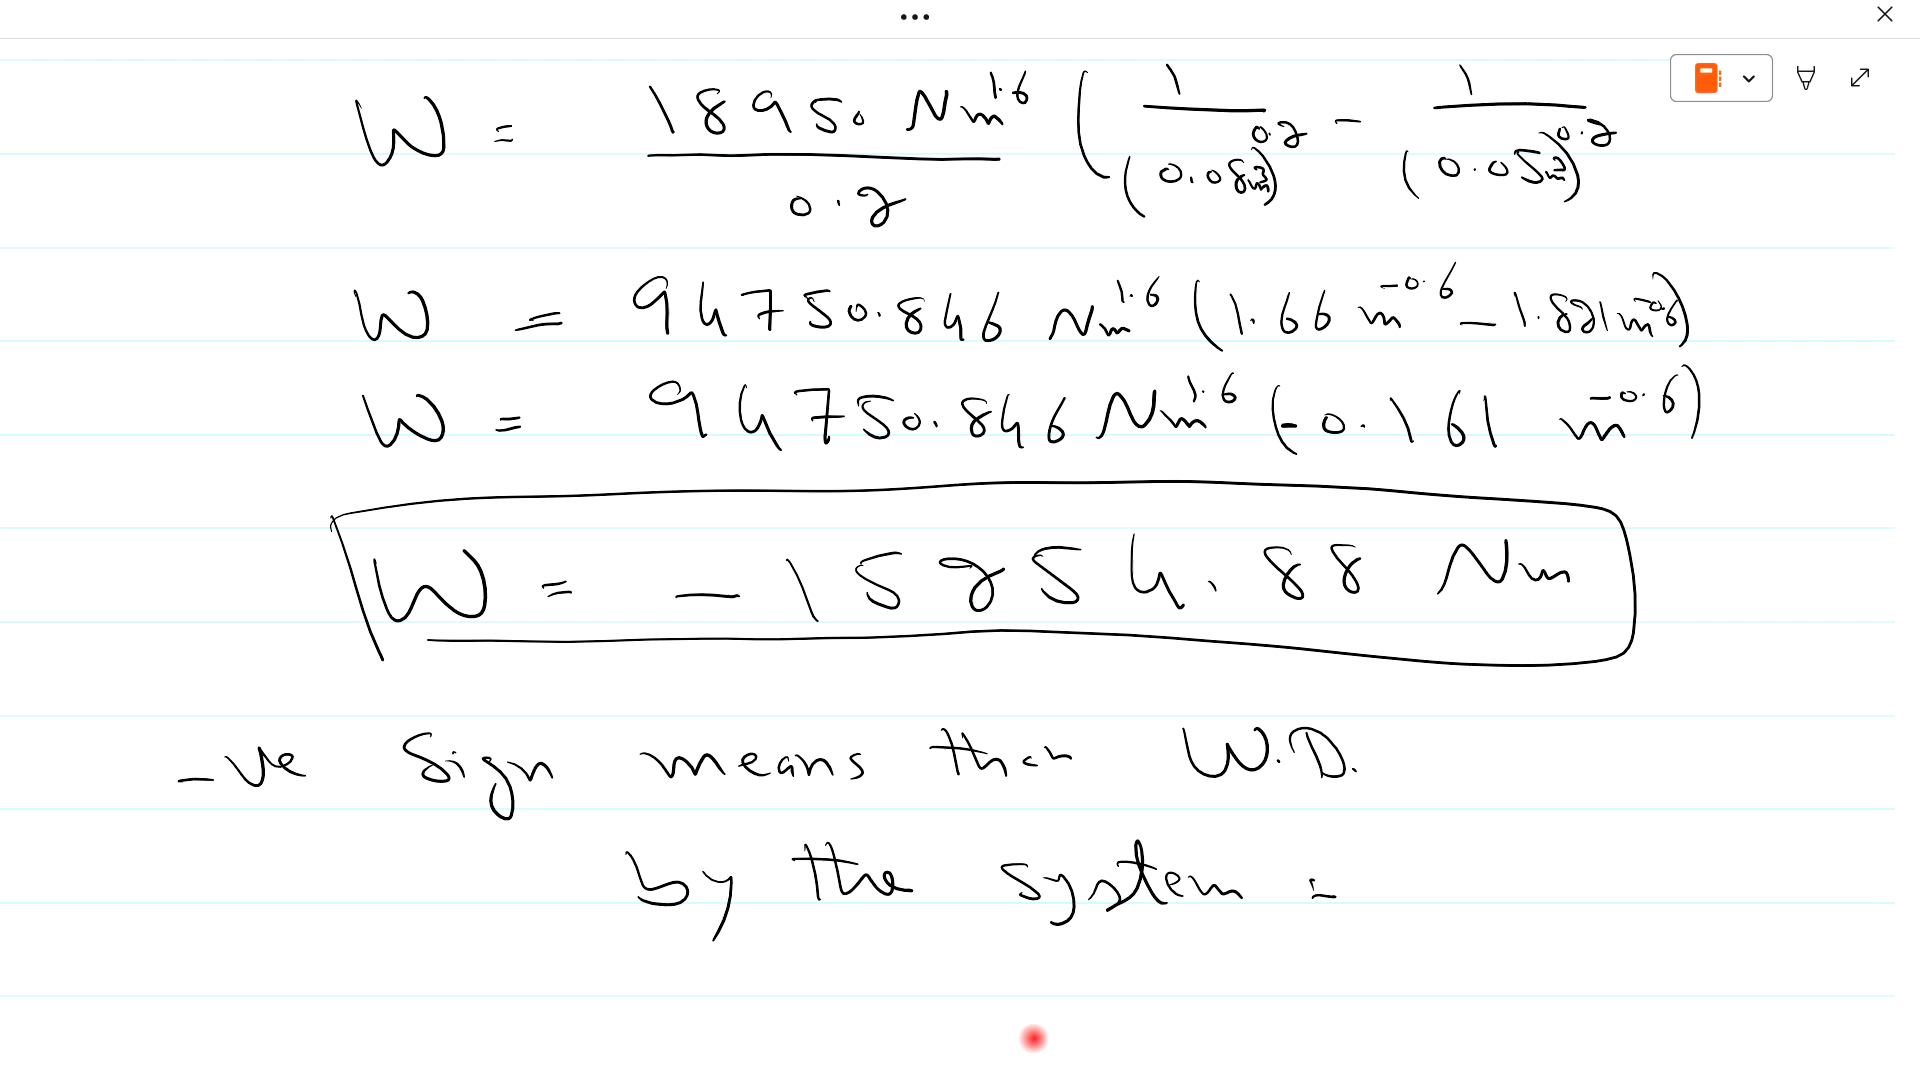 W = 18950 Nm^1.6 / 0.2 ( 1 / (0.08m³)^0.2 - 1 / (0.05m³)^0.2
W = 94750.846 Nm^1.6 (1.66 m^-0.6 - 1.821 m^-0.6)
W = 94750.846 Nm^1.6 (-0.161 m^-0.6)
W = -15254.88 Nm
-ve Sign means W.D.
by the system =